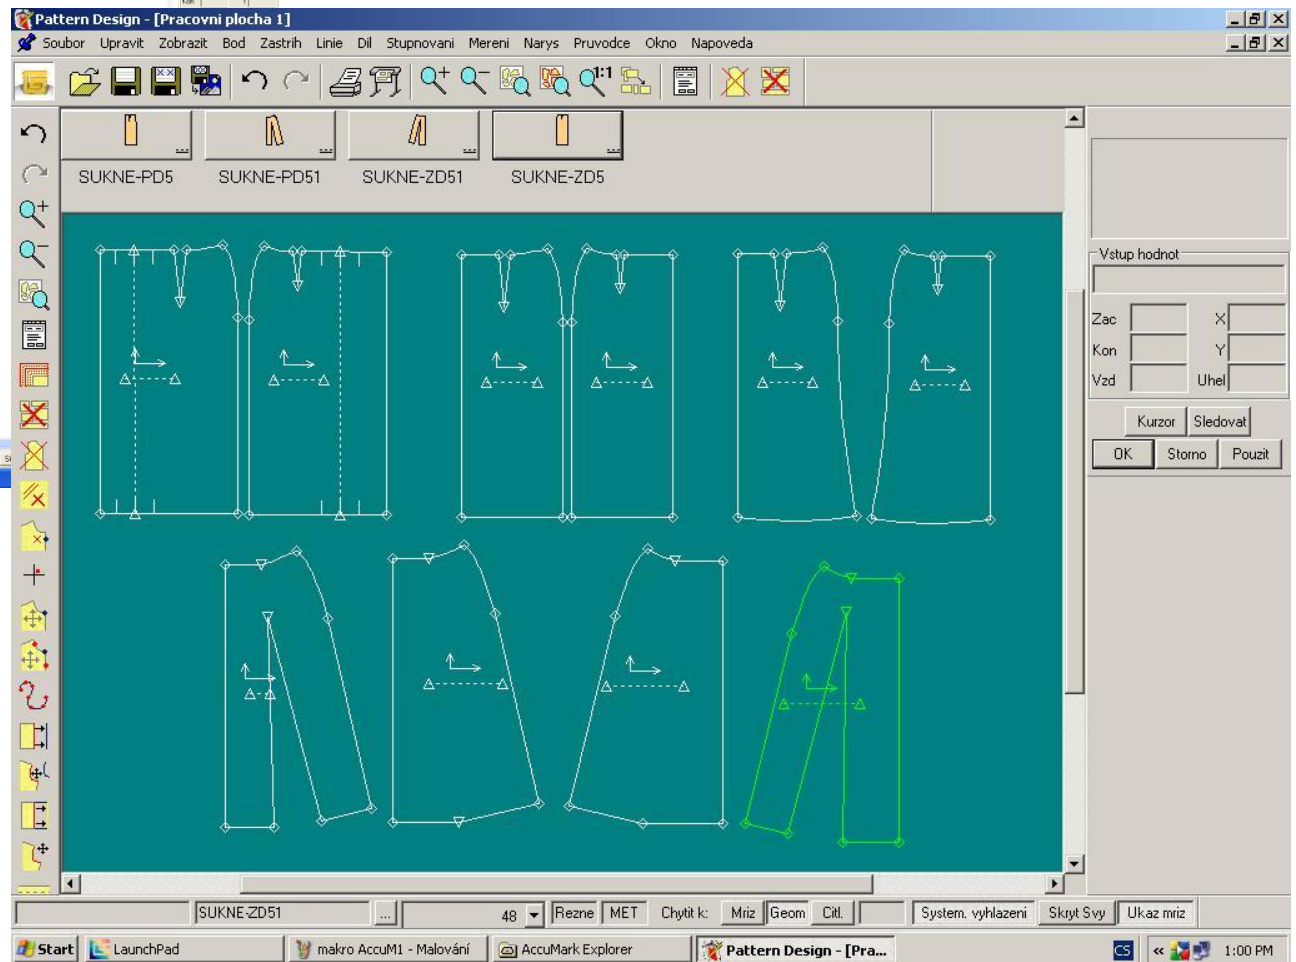 Pattern Design - [Pracovni plocha 1]
Soubor Upravit Zobrazit Bod Zastrih Linie Dil Stupnovani Mereni Narys Pruvodce Okno Napoveda
1:1
SUKNE-PD5 SUKNE-PD51 SUKNE-ZD51 SUKNE-ZD5
Vstup hodnot
Zac X
Kon Y
Vzd Uhel
Kurzor Sledovat
OK Storno Pouzit
SUKNE-ZD51 ... 48 Rezne MET Chytit k: Mriz Geom Citl. System. vyhlazeni Skryt Svy Ukaz mriz
Start LaunchPad makro AccuM1 - Malování AccuMark Explorer Pattern Design - [Pra... CS « 1:00 PM